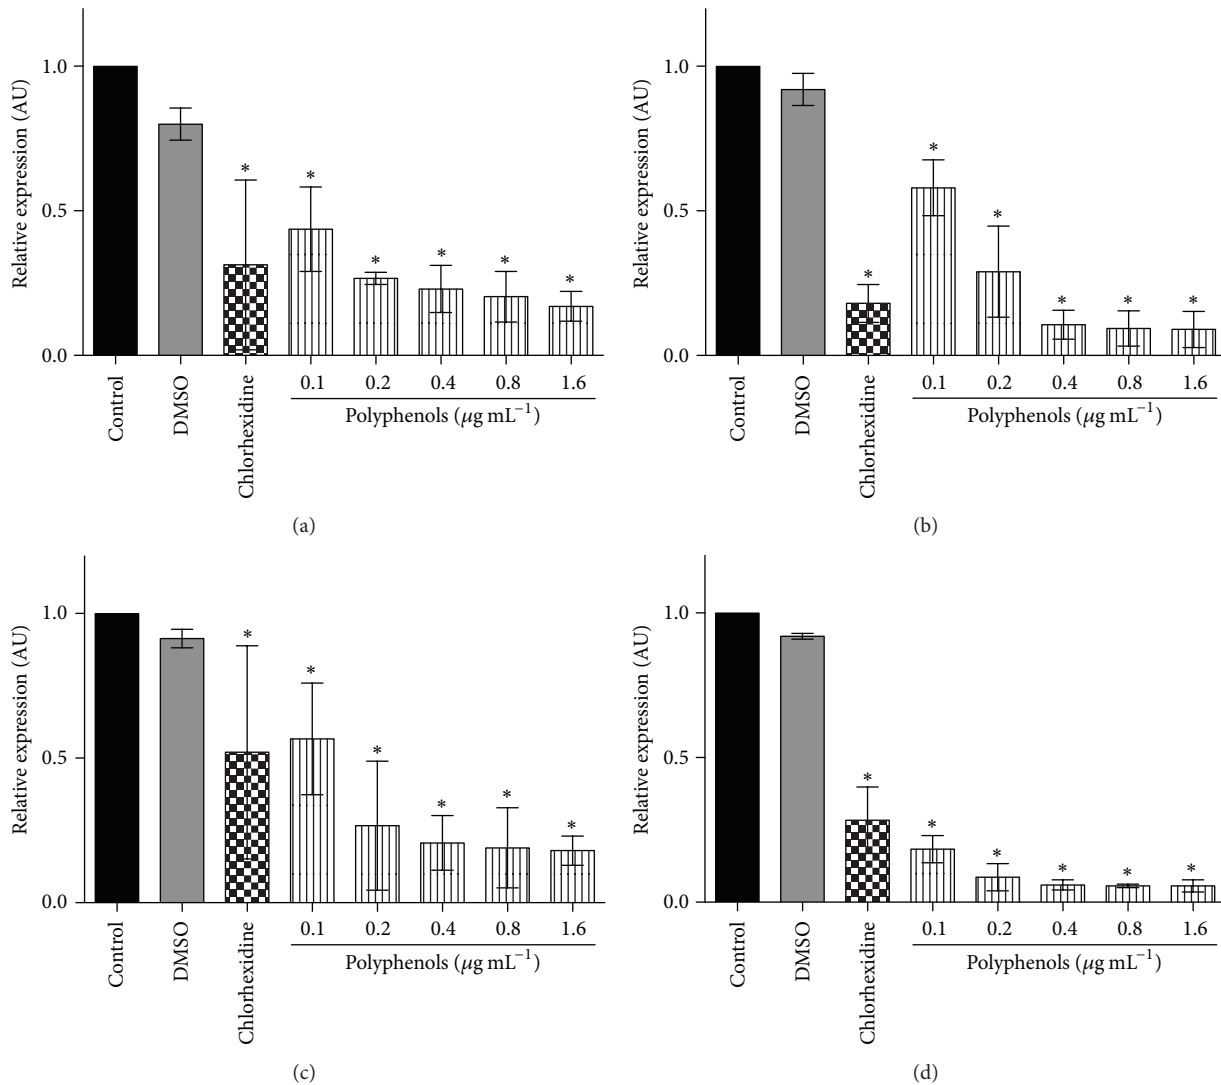 Relative expression (AU)
1.0
0.5
0.0
* * * * * *
Control
DMSO
Chlorhexidine
0.1 0.2 0.4 0.8 1.6
Polyphenols (μg mL⁻¹)
(a)
Relative expression (AU)
1.0
0.5
0.0
* * * * * *
Control
DMSO
Chlorhexidine
0.1 0.2 0.4 0.8 1.6
Polyphenols (μg mL⁻¹)
(b)
Relative expression (AU)
1.0
0.5
0.0
* * * * * *
Control
DMSO
Chlorhexidine
0.1 0.2 0.4 0.8 1.6
Polyphenols (μg mL⁻¹)
(c)
Relative expression (AU)
1.0
0.5
0.0
* * * * * *
Control
DMSO
Chlorhexidine
0.1 0.2 0.4 0.8 1.6
Polyphenols (μg mL⁻¹)
(d)